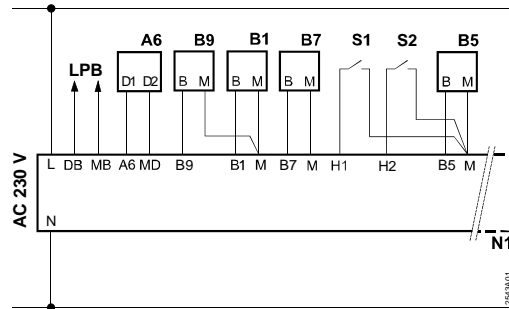 A6 B9 B1 B7 S1 S2 B5
LPB
D1 D2 B M B M B M B M
L DB MB A6 MD B9 B1 M B7 M H1 H2 B5 M
AC 230 V
N
N1
2543A01